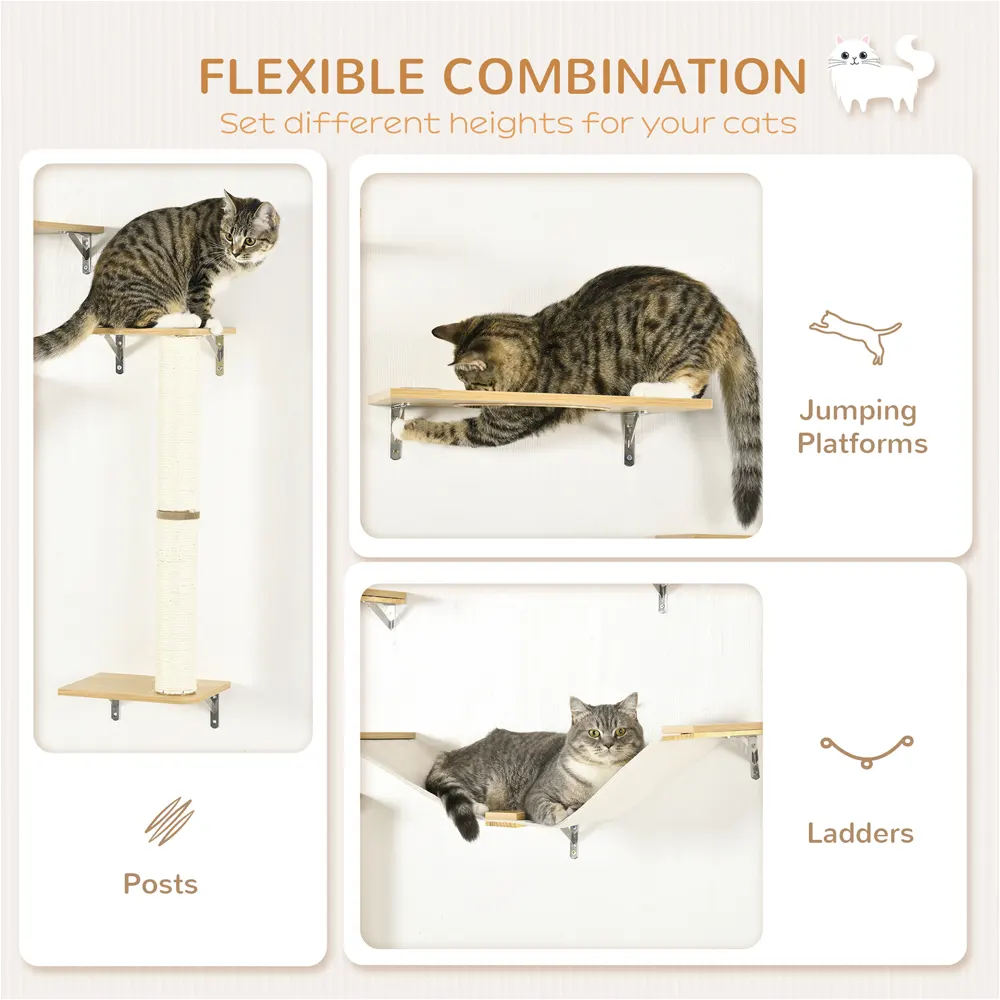 FLEXIBLE COMBINATION
Set different heights for your cats
Posts
Jumping
Platforms
Ladders